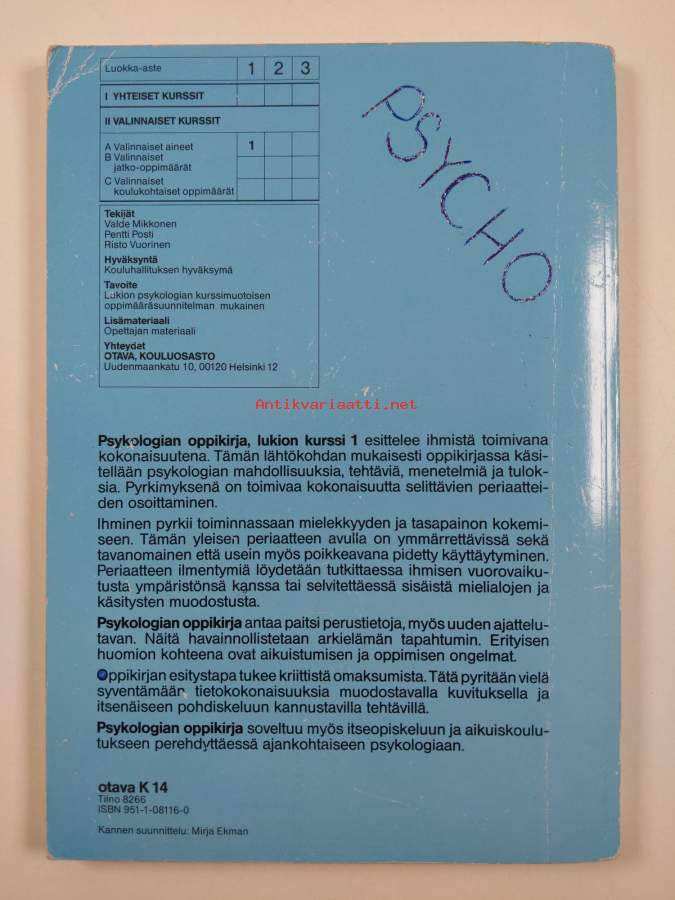 Luokka-aste 1 2 3
I YHTEISET KURSSIT
II VALINNAISET KURSSIT
A Valinnaiset aineet 1
B Valinnaiset
jatko-oppimäärät
C Valinnaiset
koulukohtaiset oppimäärät
PSYCHO
Tekijät
Valde Mikkonen
Pentti Posti
Risto Vuorinen
Hyväksyntä
Kouluhallituksen hyväksymä
Tavoite
Lukion psykologian kurssimuotoisen
oppimääräsuunnitelman mukainen
Lisämateriaali
Opettajan materiaali
Yhteydet
OTAVA, KOULUOSASTO
Uudenmaankatu 10, 00120 Helsinki 12
Antikvariaatti.net
Psykologian oppikirja, lukion kurssi 1 esittelee ihmistä toimivana
kokonaisuutena. Tämän lähtökohdan mukaisesti oppikirjassa käsi-
tellään psykologian mahdollisuuksia, tehtäviä, menetelmiä ja tulok-
sia. Pyrkimyksenä on toimivaa kokonaisuutta selittävien periaattei-
den osoittaminen.
Ihminen pyrkii toiminnassaan mielekkyyden ja tasapainon kokemi-
seen. Tämän yleisen periaatteen avulla on ymmärrettävissä sekä
tavanomainen että usein myös poikkeavana pidetty käyttäytyminen.
Periaatteen ilmentymiä löydetään tutkittaessa ihmisen vuorovaiku-
tusta ympäristönsä kanssa tai selvitettäessä sisäistä mielialojen ja
käsitysten muodostusta.
Psykologian oppikirja antaa paitsi perustietoja, myös uuden ajattelu-
tavan. Näitä havainnollistetaan arkielämän tapahtumin. Erityisen
huomion kohteena ovat aikuistumisen ja oppimisen ongelmat.
Oppikirjan esitystapa tukee kriittistä omaksumista. Tätä pyritään vielä
syventämään tietokokonaisuuksia muodostavalla kuvituksella ja
itsenäiseen pohdiskeluun kannustavilla tehtävillä.
Psykologian oppikirja soveltuu myös itseopiskeluun ja aikuiskoulu-
tukseen perehdyttäessä ajankohtaiseen psykologiaan.
otava K 14
Tilno 8266
ISBN 951-1-08116-0
Kannen suunnittelu: Mirja Ekman